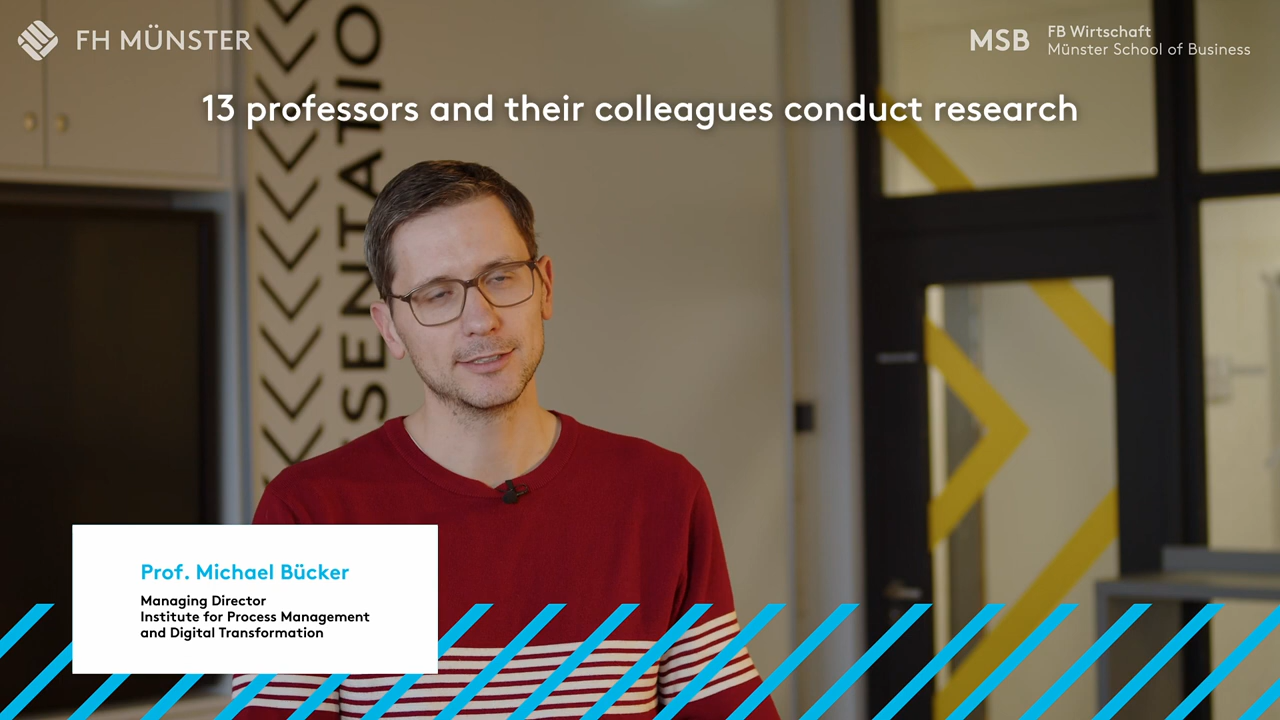 FH MÜNSTER
MSB
FB Wirtschaft
Münster School of Business
13 professors and their colleagues conduct research
SENTATIO
Prof. Michael Bücker
Managing Director
Institute for Process Management
and Digital Transformation